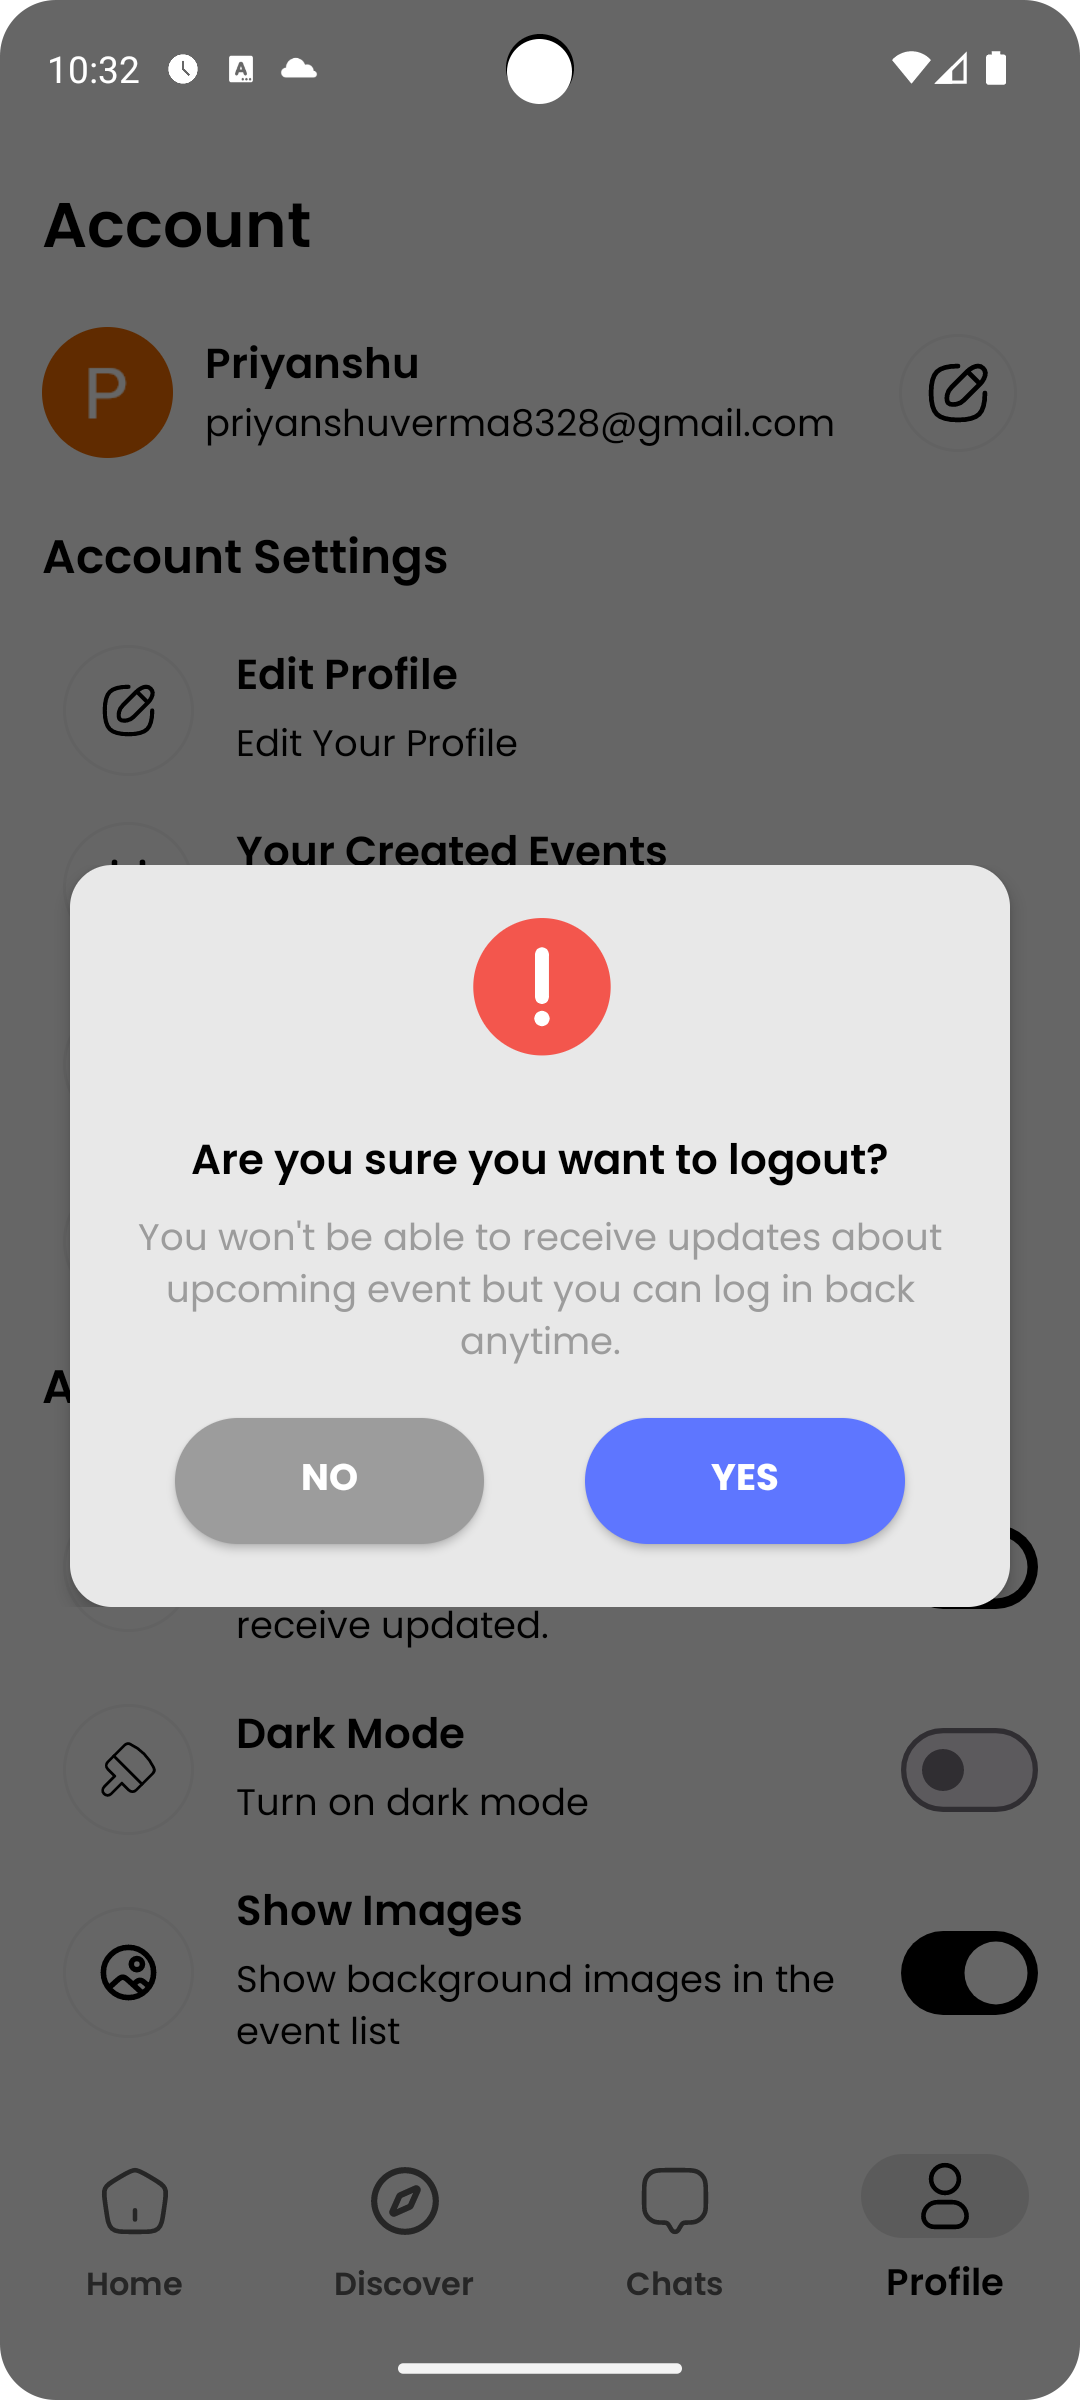 10:32
Account
P
Priyanshu
priyanshuverma8328@gmail.com
Account Settings
Edit Profile
Edit Your Profile
Your Created Events
Are you sure you want to logout?
You won't be able to receive updates about
upcoming event but you can log in back
anytime.
A
NO
YES
receive updated.
Dark Mode
Turn on dark mode
Show Images
Show background images in the
event list
Home
Discover
Chats
Profile